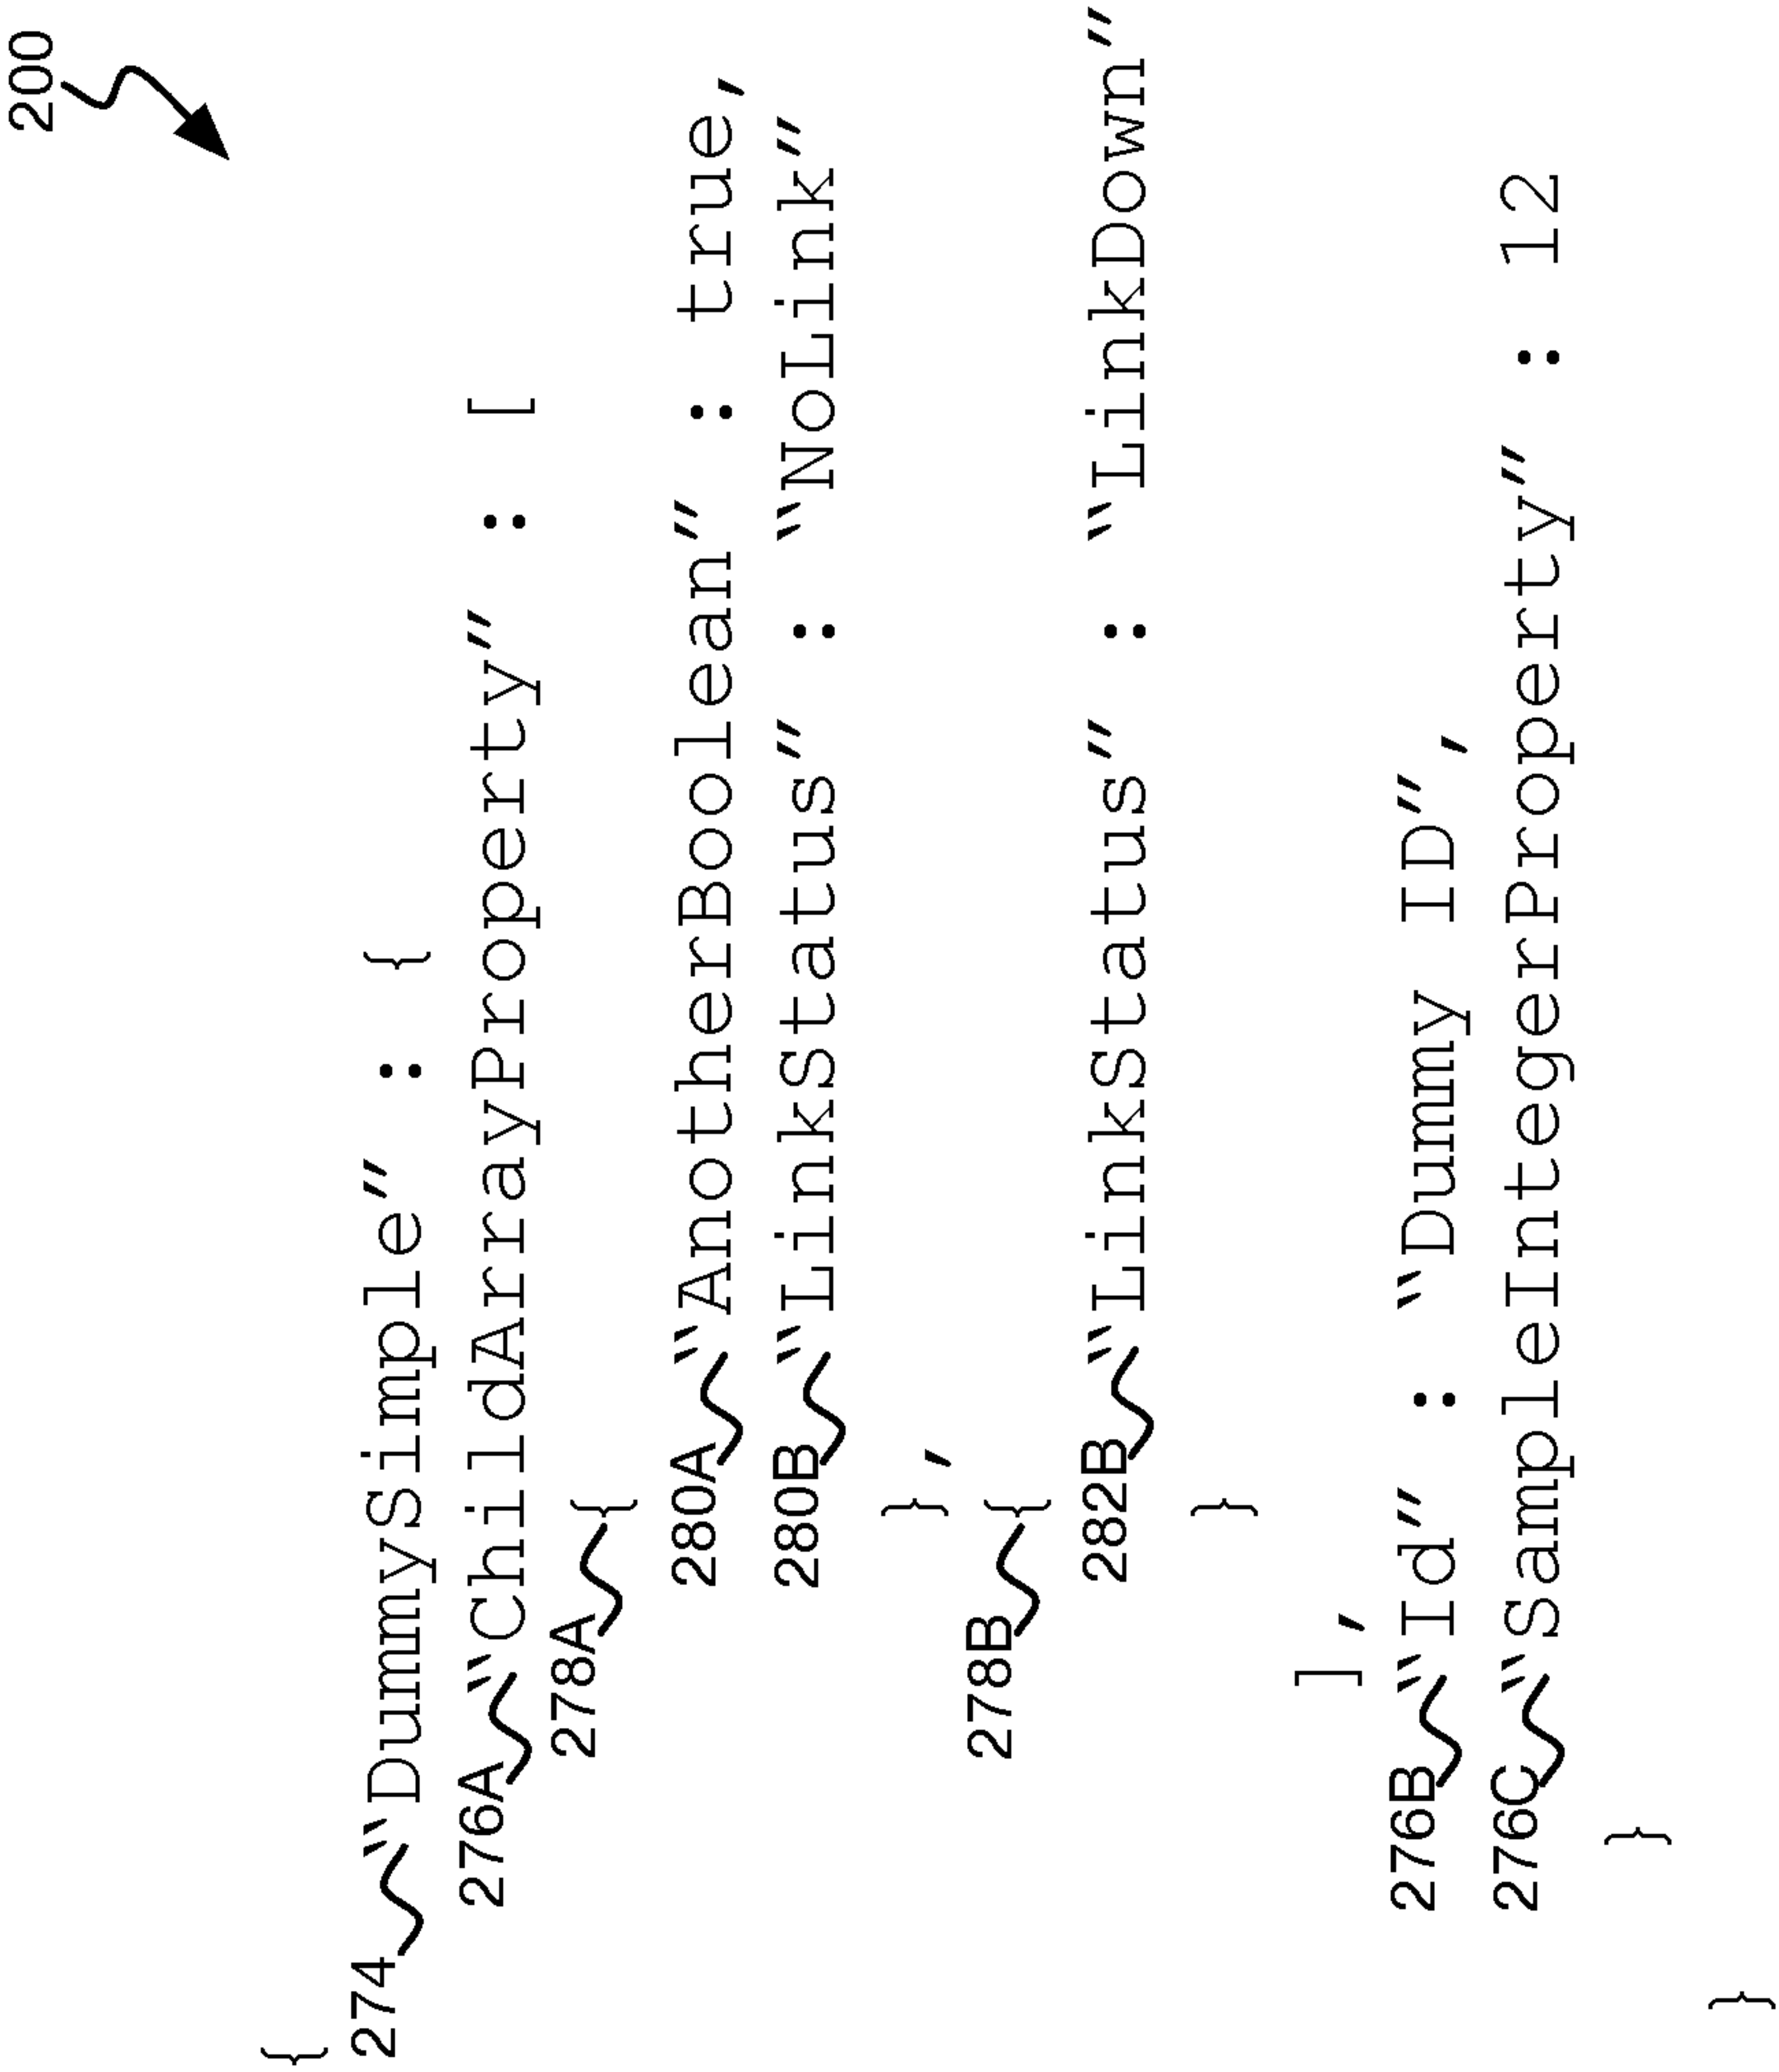 200
{
274 “DummySimple” : {
276A “ChildArrayProperty” : [
278A {
280A “AnotherBoolean” : true,
280B “LinkStatus” : “NoLink”
},
278B {
282B “LinkStatus” : “LinkDown”
}
],
276B “Id” : “Dummy ID”,
276C “SampleIntegerProperty” : 12
}
}